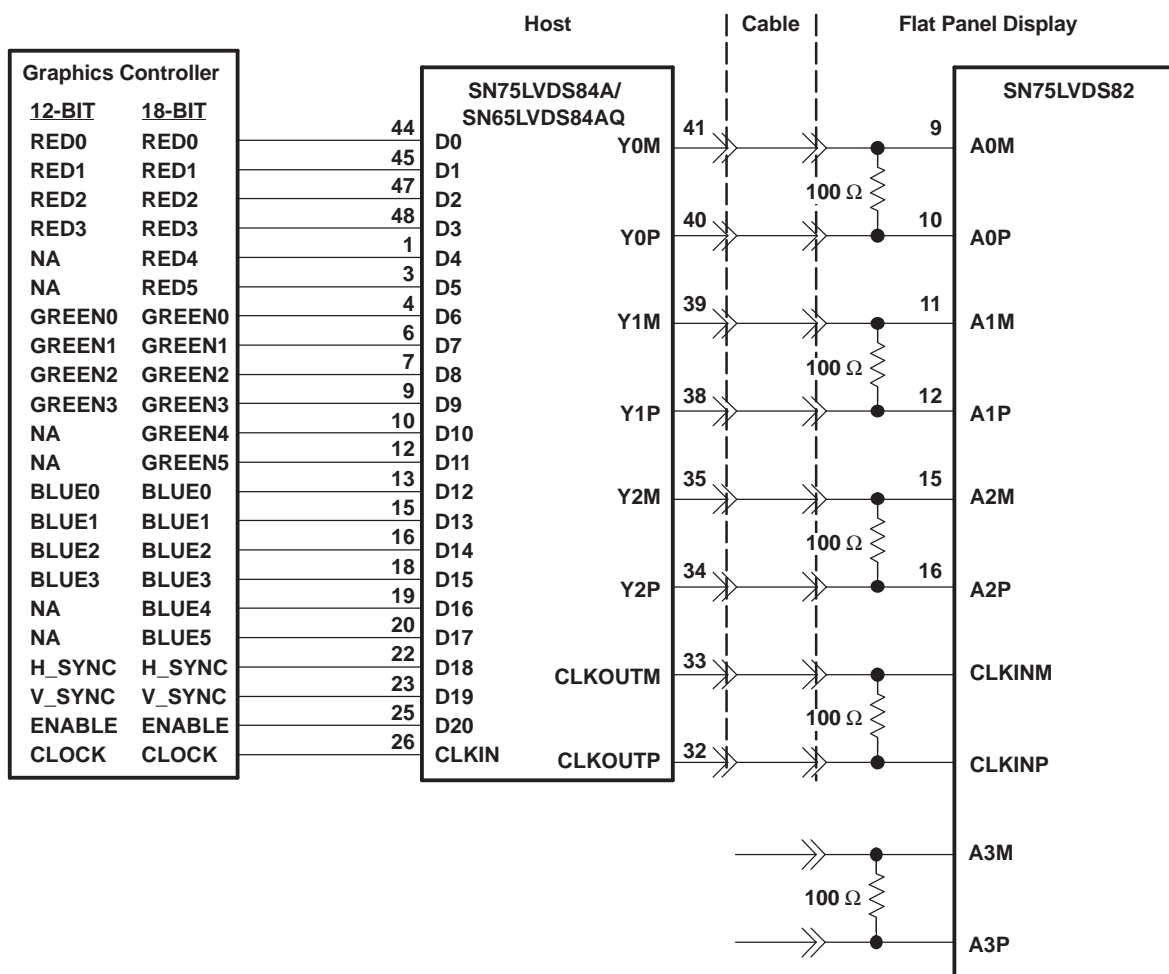 Host
Cable
Flat Panel Display
Graphics Controller
12-BIT 18-BIT
RED0 RED0
RED1 RED1
RED2 RED2
RED3 RED3
NA RED4
NA RED5
GREEN0 GREEN0
GREEN1 GREEN1
GREEN2 GREEN2
GREEN3 GREEN3
NA GREEN4
NA GREEN5
BLUE0 BLUE0
BLUE1 BLUE1
BLUE2 BLUE2
BLUE3 BLUE3
NA BLUE4
NA BLUE5
H_SYNC H_SYNC
V_SYNC V_SYNC
ENABLE ENABLE
CLOCK CLOCK
SN75LVDS84A/
SN65LVDS84AQ
44 D0
45 D1
47 D2
48 D3
1 D4
3 D5
4 D6
6 D7
7 D8
9 D9
10 D10
12 D11
13 D12
15 D13
16 D14
18 D15
19 D16
20 D17
22 D18
23 D19
25 D20
26 CLKIN
Y0M 41
Y0P 40
Y1M 39
Y1P 38
Y2M 35
Y2P 34
CLKOUTM 33
CLKOUTP 32
100 Ω
100 Ω
100 Ω
100 Ω
100 Ω
SN75LVDS82
9 A0M
10 A0P
11 A1M
12 A1P
15 A2M
16 A2P
CLKINM
CLKINP
A3M
A3P